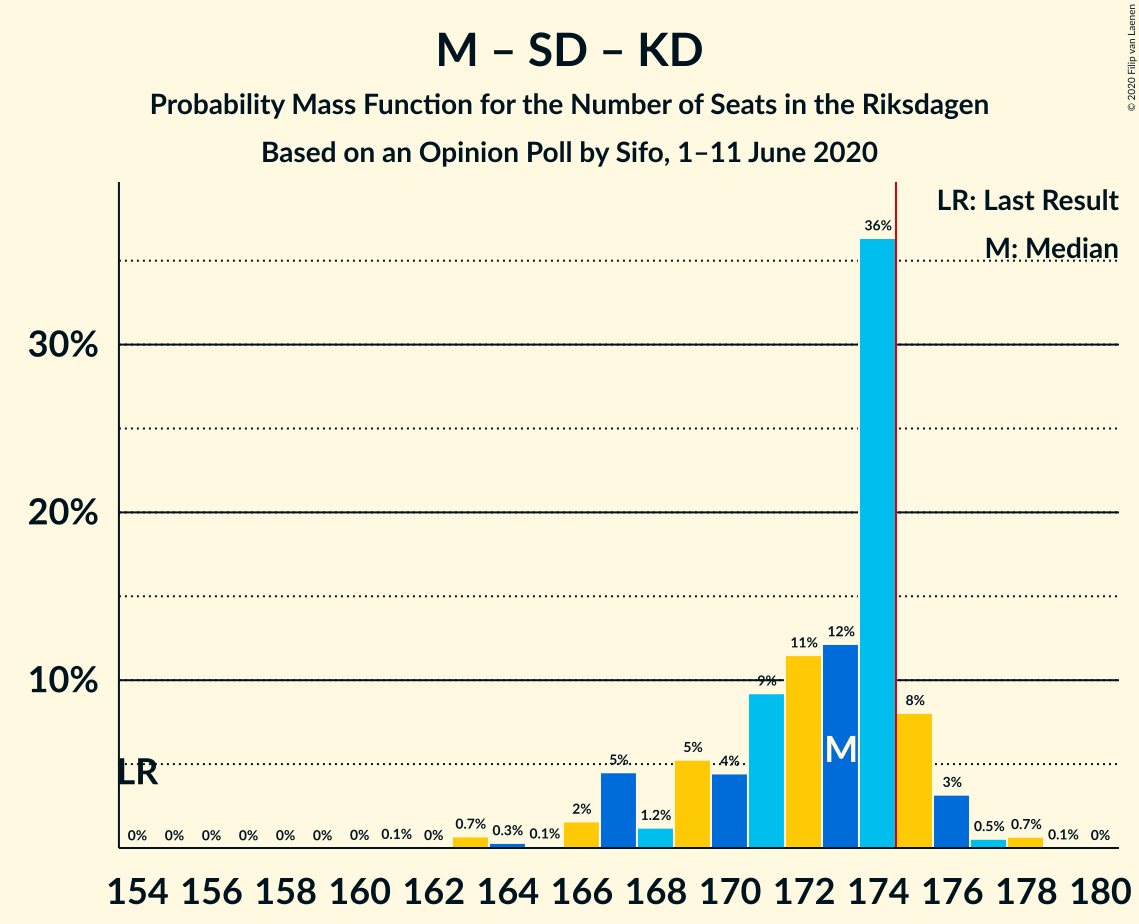 M – SD – KD
Probability Mass Function for the Number of Seats in the Riksdagen
Based on an Opinion Poll by Sifo, 1–11 June 2020
© 2020 Filip van Laenen
LR: Last Result
M: Median
30%
20%
10%
LR
M
0% 0% 0% 0% 0% 0% 0% 0.1% 0% 0.7% 0.3% 0.1% 2% 5% 1.2% 5% 4% 9% 11% 12% 36% 8% 3% 0.5% 0.7% 0.1% 0%
154 156 158 160 162 164 166 168 170 172 174 176 178 180